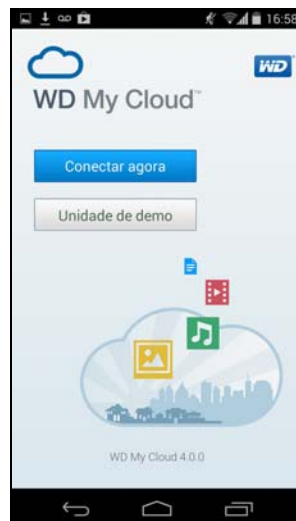 16:58
WD
WD My Cloud™
Conectar agora
Unidade de demo
WD My Cloud 4.0.0